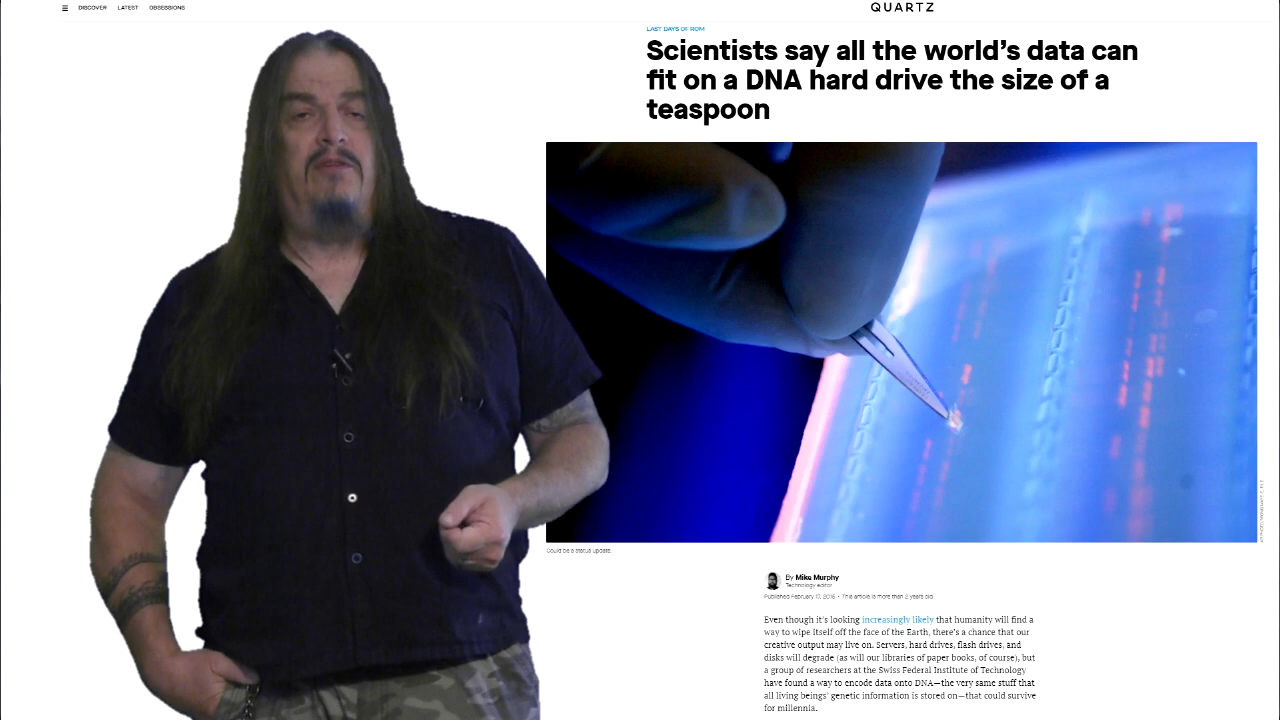 DISCOVER LATEST OBSESSIONS
QUARTZ
LAST DAYS OF ROM
Scientists say all the world's data can
fit on a DNA hard drive the size of a
teaspoon
Could be a status update.
By Mike Murphy
Technology editor
Published February 17, 2015 • This article is more than 2 years old.
Even though it's looking increasingly likely that humanity will find a
way to wipe itself off the face of the Earth, there's a chance that our
creative output may live on. Servers, hard drives, flash drives, and
disks will degrade (as will our libraries of paper books, of course), but
a group of researchers at the Swiss Federal Institute of Technology
have found a way to encode data onto DNA—the very same stuff that
all living beings' genetic information is stored on—that could survive
for millennia.